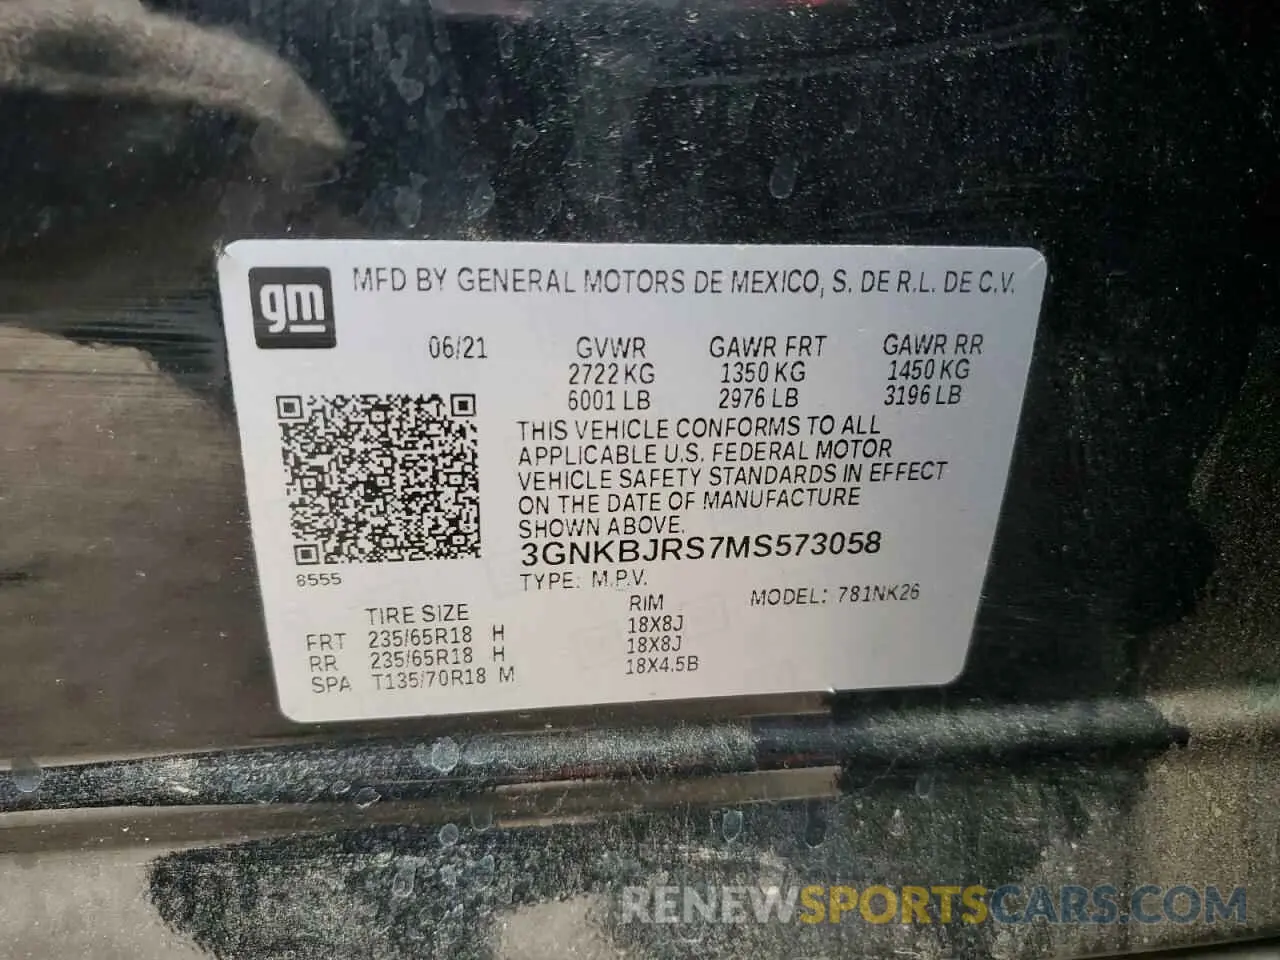 gm
MFD BY GENERAL MOTORS DE MEXICO, S. DE R.L. DE C.V.
06/21 GVWR GAWR FRT GAWR RR
2722 KG 1350 KG 1450 KG
6001 LB 2976 LB 3196 LB
THIS VEHICLE CONFORMS TO ALL
APPLICABLE U.S. FEDERAL MOTOR
VEHICLE SAFETY STANDARDS IN EFFECT
ON THE DATE OF MANUFACTURE
SHOWN ABOVE.
3GNKBJRS7MS573058
8555
TYPE: M.P.V. MODEL: 781NK26
TIRE SIZE RIM
FRT 235/65R18 H 18X8J
RR 235/65R18 H 18X8J
SPA T135/70R18 M 18X4.5B
RENEWSPORTSCARS.COM